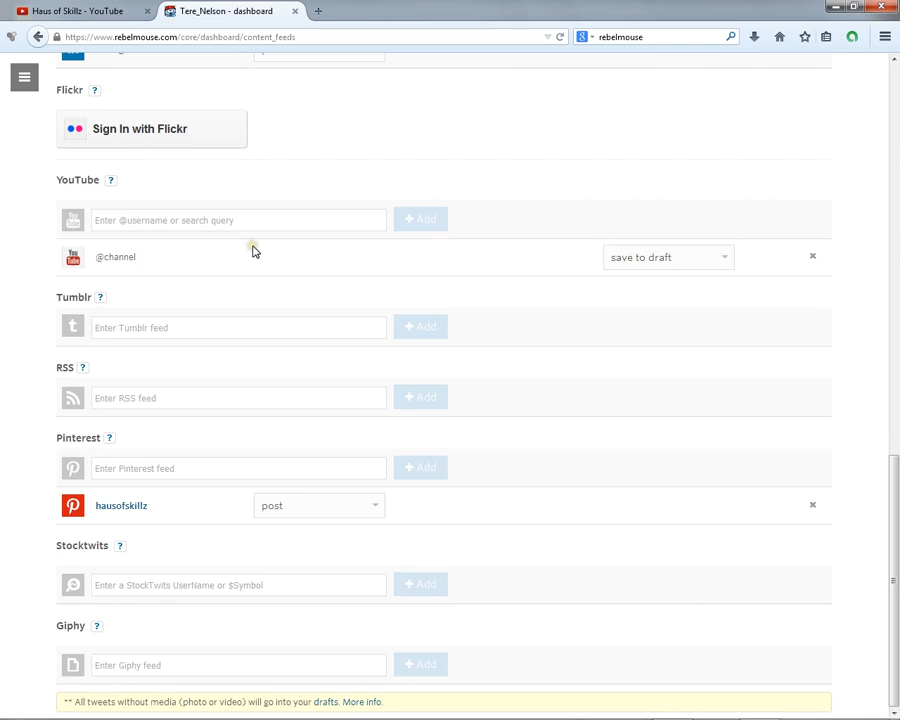 Haus of Skillz - YouTube × Tere_Nelson - dashboard × +
https://www.rebelmouse.com/core/dashboard/content_feeds rebelmouse
Flickr ?
Sign In with Flickr
YouTube ?
Enter @username or search query + Add
@channel save to draft ×
Tumblr ?
Enter Tumblr feed + Add
RSS ?
Enter RSS feed + Add
Pinterest ?
Enter Pinterest feed + Add
hausofskillz post ×
Stocktwits ?
Enter a StockTwits UserName or $Symbol + Add
Giphy ?
Enter Giphy feed + Add
** All tweets without media (photo or video) will go into your drafts. More info.